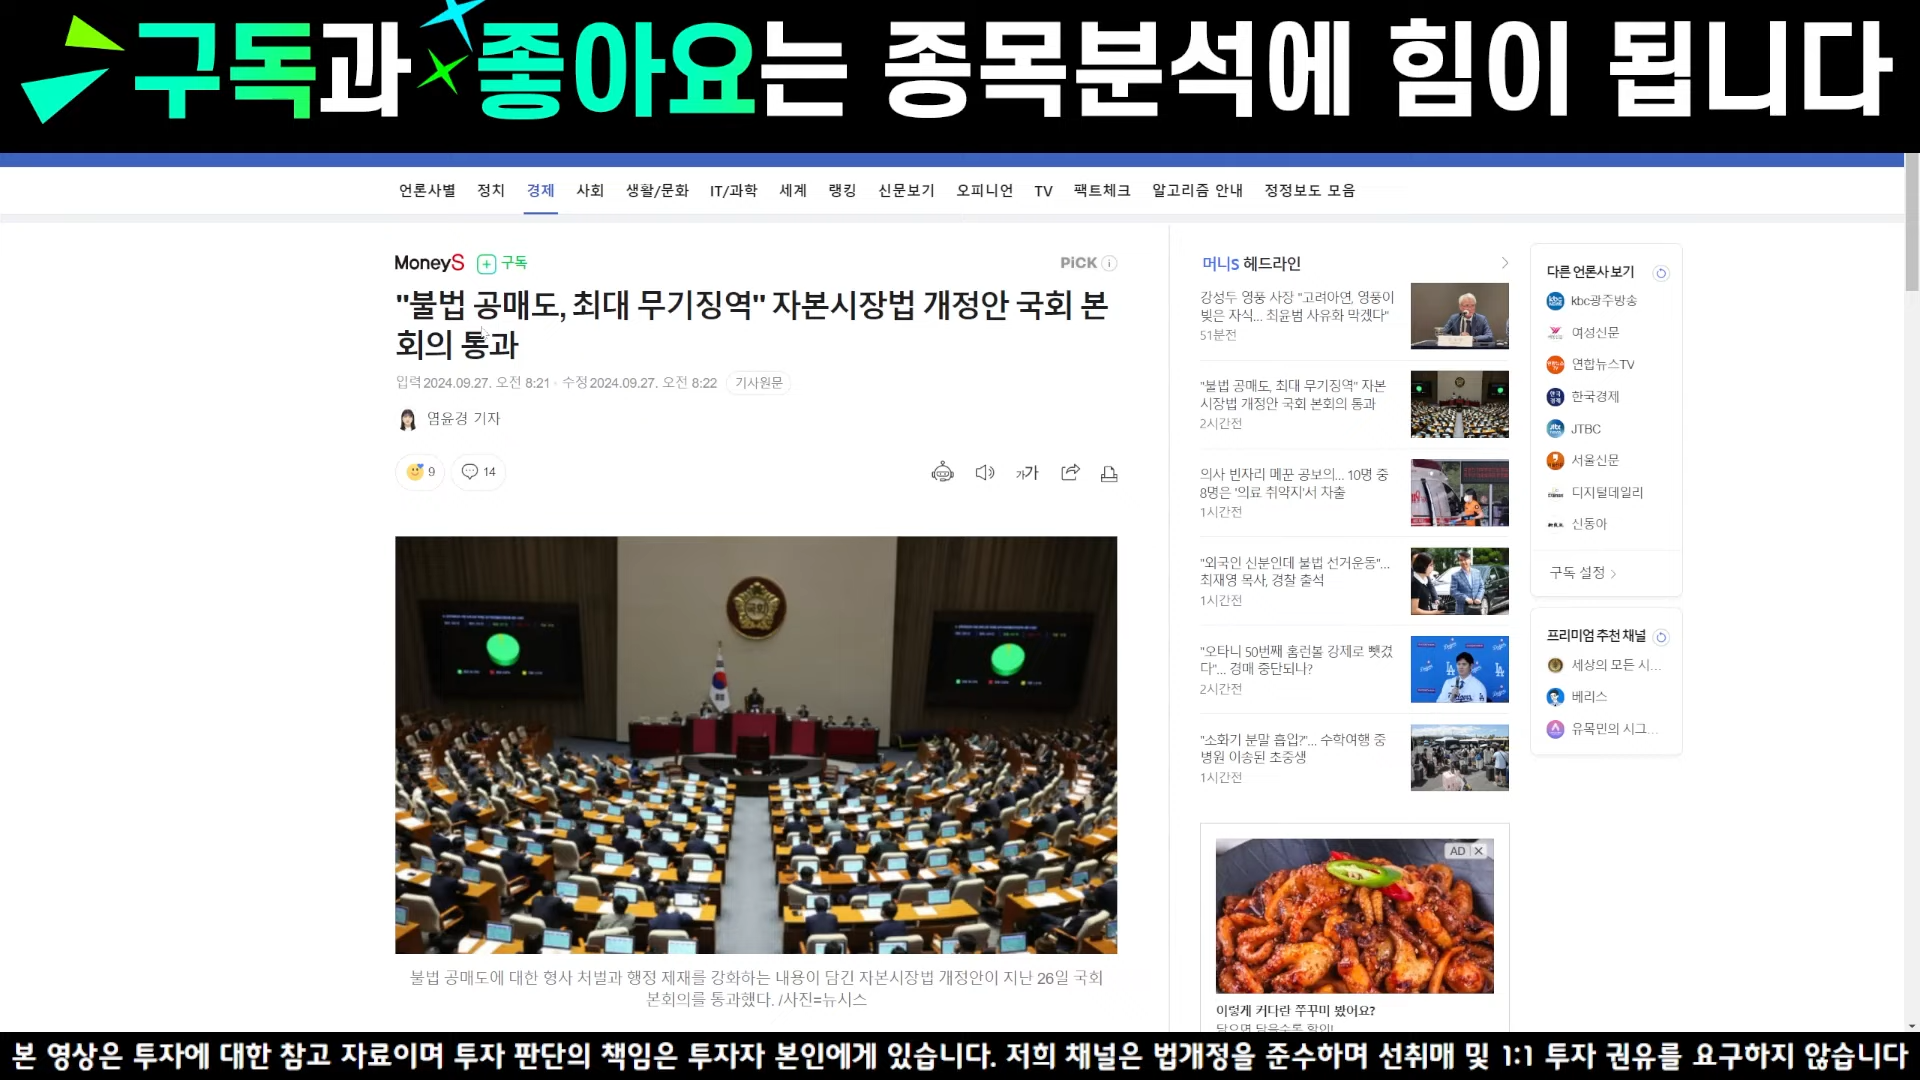 구독과 좋아요는 종목분석에 힘이 됩니다
언론사별 정치 경제 사회 생활/문화 IT/과학 세계 랭킹 신문보기 오피니언 TV 팩트체크 알고리즘 안내 정정보도 모음
MoneyS 구독 PiCK
"불법 공매도, 최대 무기징역" 자본시장법 개정안 국회 본
회의 통과
입력 2024.09.27. 오전 8:21 · 수정 2024.09.27. 오전 8:22 기사원문
염윤경 기자
9 14
가가
불법 공매도에 대한 형사 처벌과 행정 제재를 강화하는 내용이 담긴 자본시장법 개정안이 지난 26일 국회
본회의를 통과했다. /사진=뉴시스
머니S 헤드라인
강성두 영풍 사장 "고려아연, 영풍이
빚은 자식... 최윤범 사유화 막겠다"
51분전
"불법 공매도, 최대 무기징역" 자본
시장법 개정안 국회 본회의 통과
2시간전
의사 빈자리 메꾼 공보의... 10명 중
8명은 '의료 취약지'서 차출
1시간전
"외국인 신분인데 불법 선거운동"...
최재영 목사, 경찰 출석
1시간전
"오타니 50번째 홈런볼 강제로 뺏겼
다"... 경매 중단되나?
2시간전
"소화기 분말 흡입?"... 수학여행 중
병원 이송된 초중생
1시간전
AD
이렇게 커다란 쭈꾸미 봤어요?
다른 언론사 보기
kbc광주방송
여성신문
연합뉴스TV
한국경제
JTBC
서울신문
디지털데일리
신동아
구독 설정
프리미엄 추천 채널
세상의 모든 시...
베리스
유목민의 시그...
본 영상은 투자에 대한 참고 자료이며 투자 판단의 책임은 투자자 본인에게 있습니다. 저희 채널은 법개정을 준수하며 선취매 및 1:1 투자 권유를 요구하지 않습니다